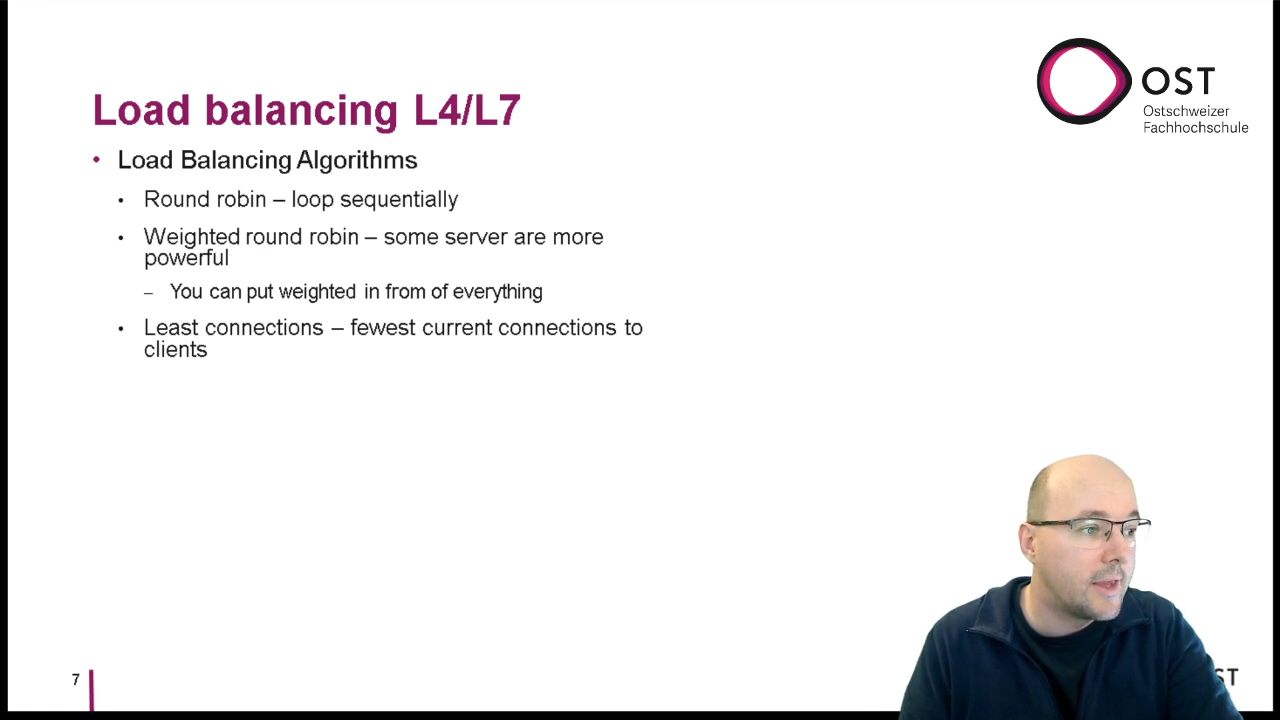 OST
Ostschweizer
Fachhochschule
Load balancing L4/L7
• Load Balancing Algorithms
• Round robin – loop sequentially
• Weighted round robin – some server are more
powerful
– You can put weighted in from of everything
• Least connections – fewest current connections to
clients
7
ST